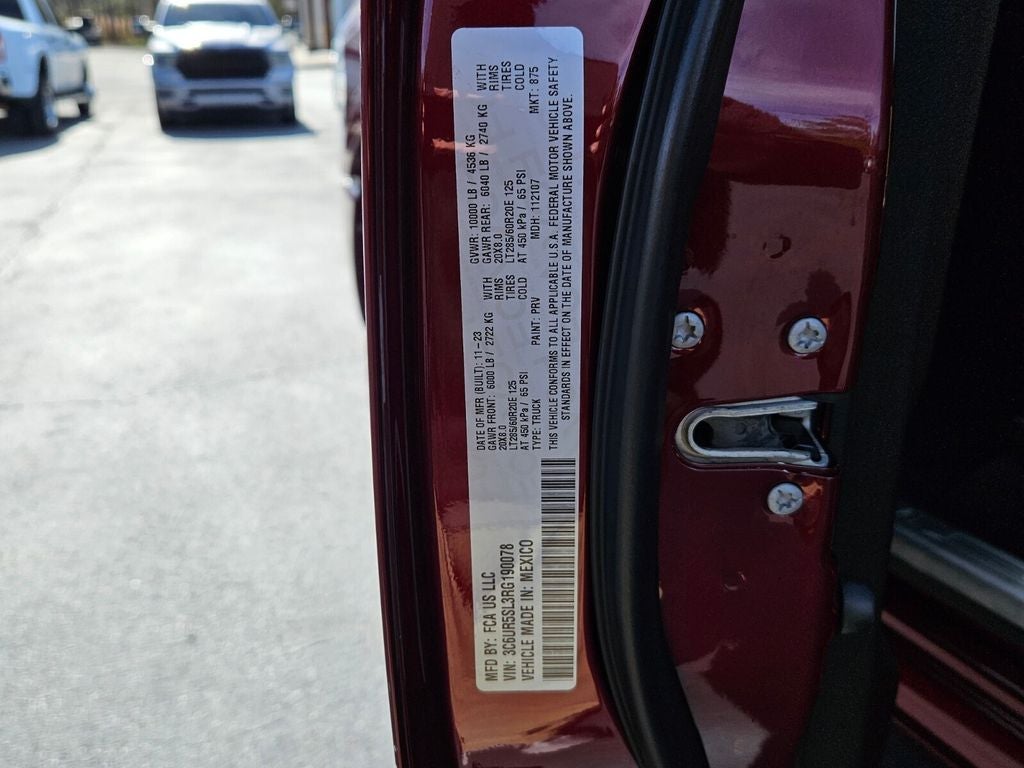 MFD BY: FCA US LLC
VIN: 3C6UR5SL3RG190078
VEHICLE MADE IN: MEXICO
DATE OF MFR (BUILT): 11-23 GVWR: 10000 LB / 4536 KG
GAWR FRONT: 6000 LB / 2722 KG WITH GAWR REAR: 6040 LB / 2740 KG WITH
20X8.0 RIMS 20X8.0 RIMS
LT285/60R20E 125 TIRES LT285/60R20E 125 TIRES
AT 450 kPa / 65 PSI COLD AT 450 kPa / 65 PSI COLD
TYPE: TRUCK PAINT: PRV MDH: 112107 MKT: 875
THIS VEHICLE CONFORMS TO ALL APPLICABLE U.S.A. FEDERAL MOTOR VEHICLE SAFETY
STANDARDS IN EFFECT ON THE DATE OF MANUFACTURE SHOWN ABOVE.